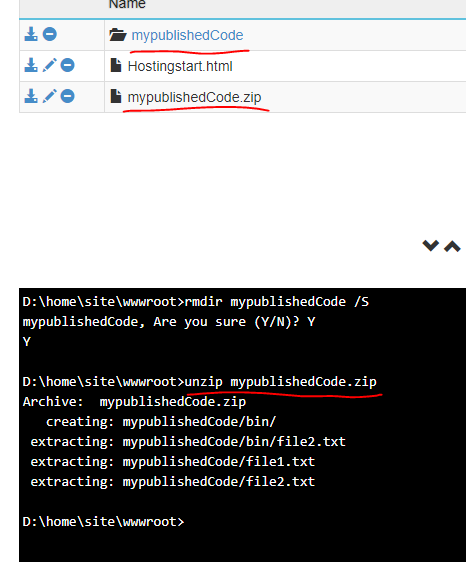 Name
mypublishedCode
Hostingstart.html
mypublishedCode.zip
D:\home\site\wwwroot>rmdir mypublishedCode /S
mypublishedCode, Are you sure (Y/N)? Y
Y
D:\home\site\wwwroot>unzip mypublishedCode.zip
Archive:  mypublishedCode.zip
   creating: mypublishedCode/bin/
 extracting: mypublishedCode/bin/file2.txt
 extracting: mypublishedCode/file1.txt
 extracting: mypublishedCode/file2.txt
D:\home\site\wwwroot>